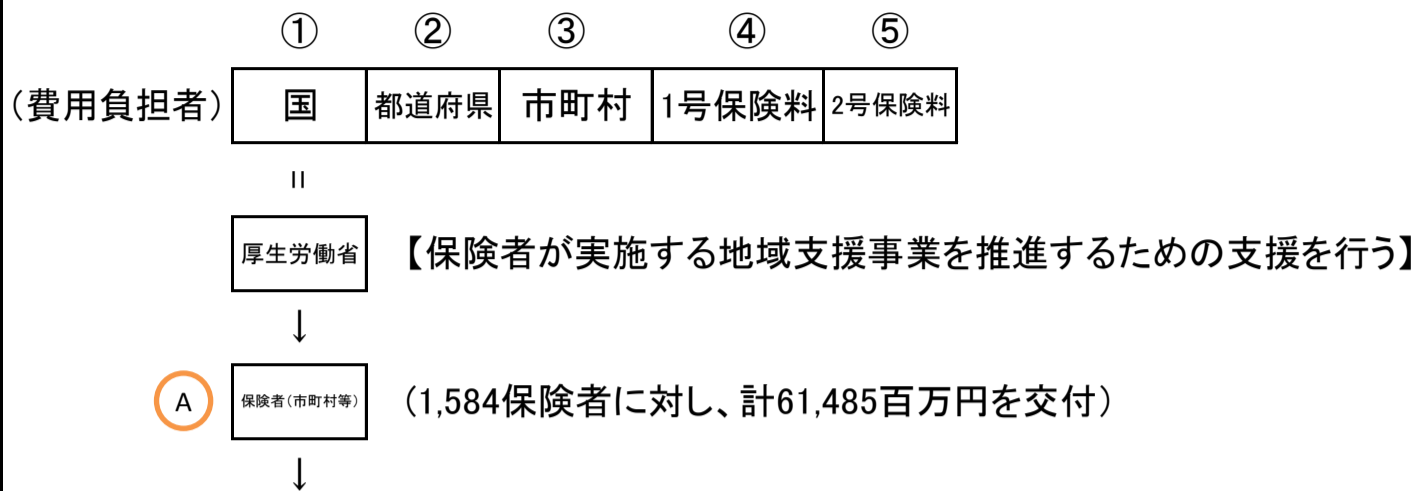 ① ② ③ ④ ⑤
(費用負担者) 国 都道府県 市町村 1号保険料 2号保険料
=
厚生労働省 【保険者が実施する地域支援事業を推進するための支援を行う】
↓
A 保険者(市町村等) (1,584保険者に対し、計61,485百万円を交付)
↓